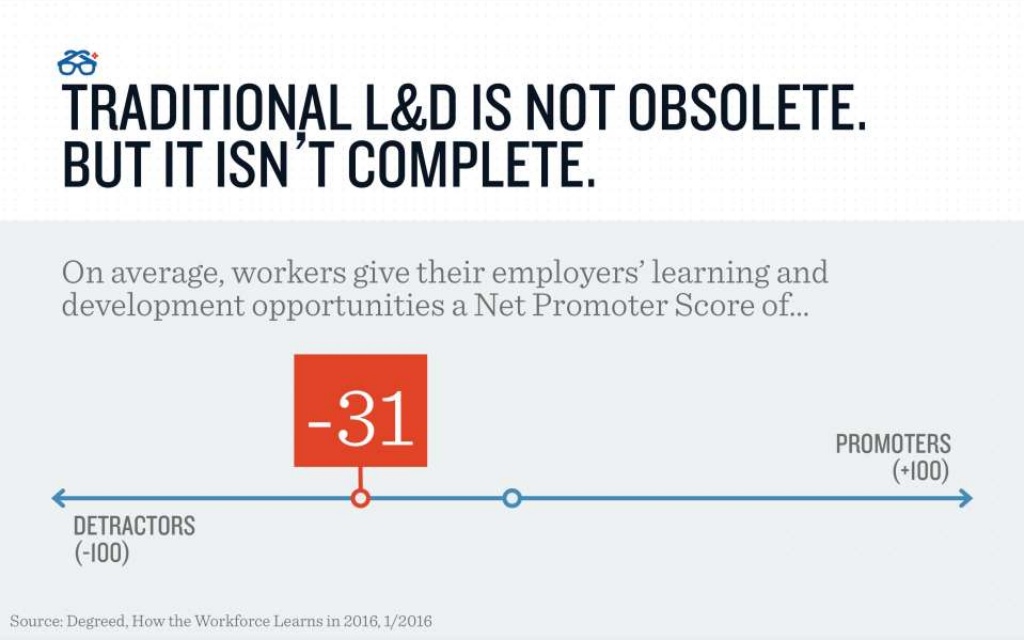 TRADITIONAL L&D IS NOT OBSOLETE.
BUT IT ISN'T COMPLETE.
On average, workers give their employers’ learning and
development opportunities a Net Promoter Score of...
-31
PROMOTERS
(+100)
DETRACTORS
(-100)
Source: Degreed, How the Workforce Learns in 2016, 1/2016